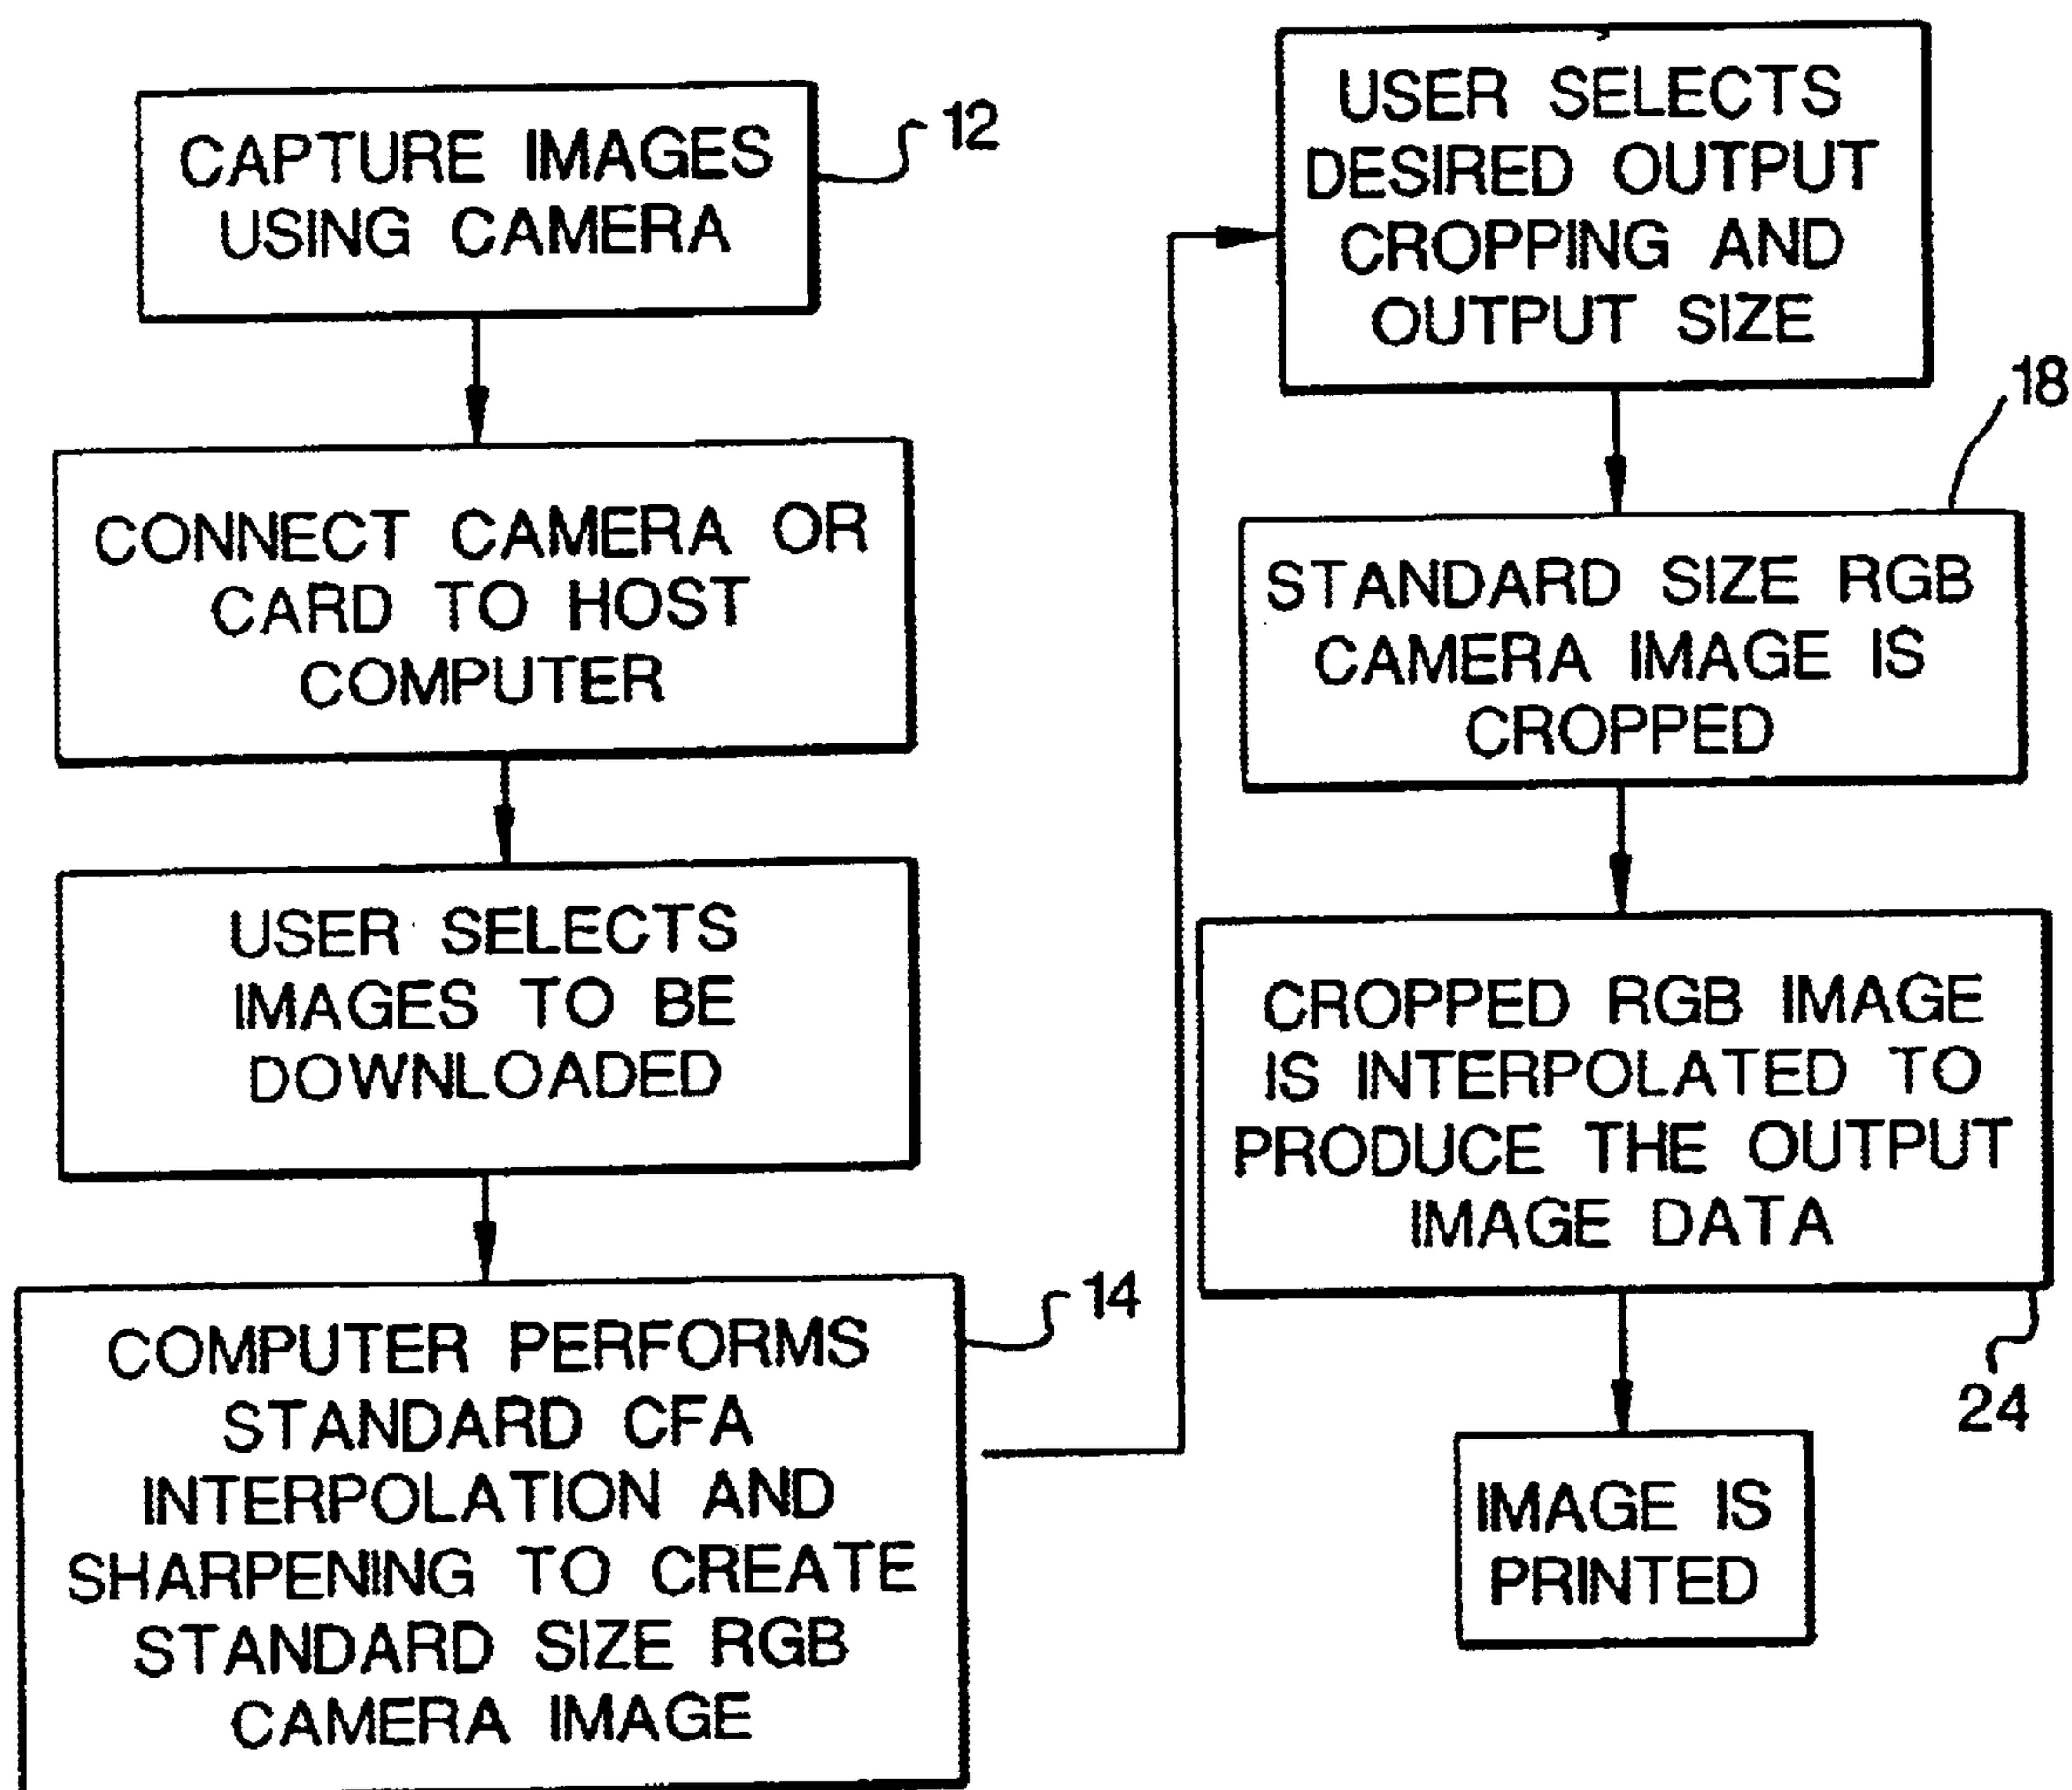 CAPTURE IMAGES
USING CAMERA
12
CONNECT CAMERA OR
CARD TO HOST
COMPUTER
USER SELECTS
IMAGES TO BE
DOWNLOADED
COMPUTER PERFORMS
STANDARD CFA
INTERPOLATION AND
SHARPENING TO CREATE
STANDARD SIZE RGB
CAMERA IMAGE
14
USER SELECTS
DESIRED OUTPUT
CROPPING AND
OUTPUT SIZE
18
STANDARD SIZE RGB
CAMERA IMAGE IS
CROPPED
CROPPED RGB IMAGE
IS INTERPOLATED TO
PRODUCE THE OUTPUT
IMAGE DATA
24
IMAGE IS
PRINTED